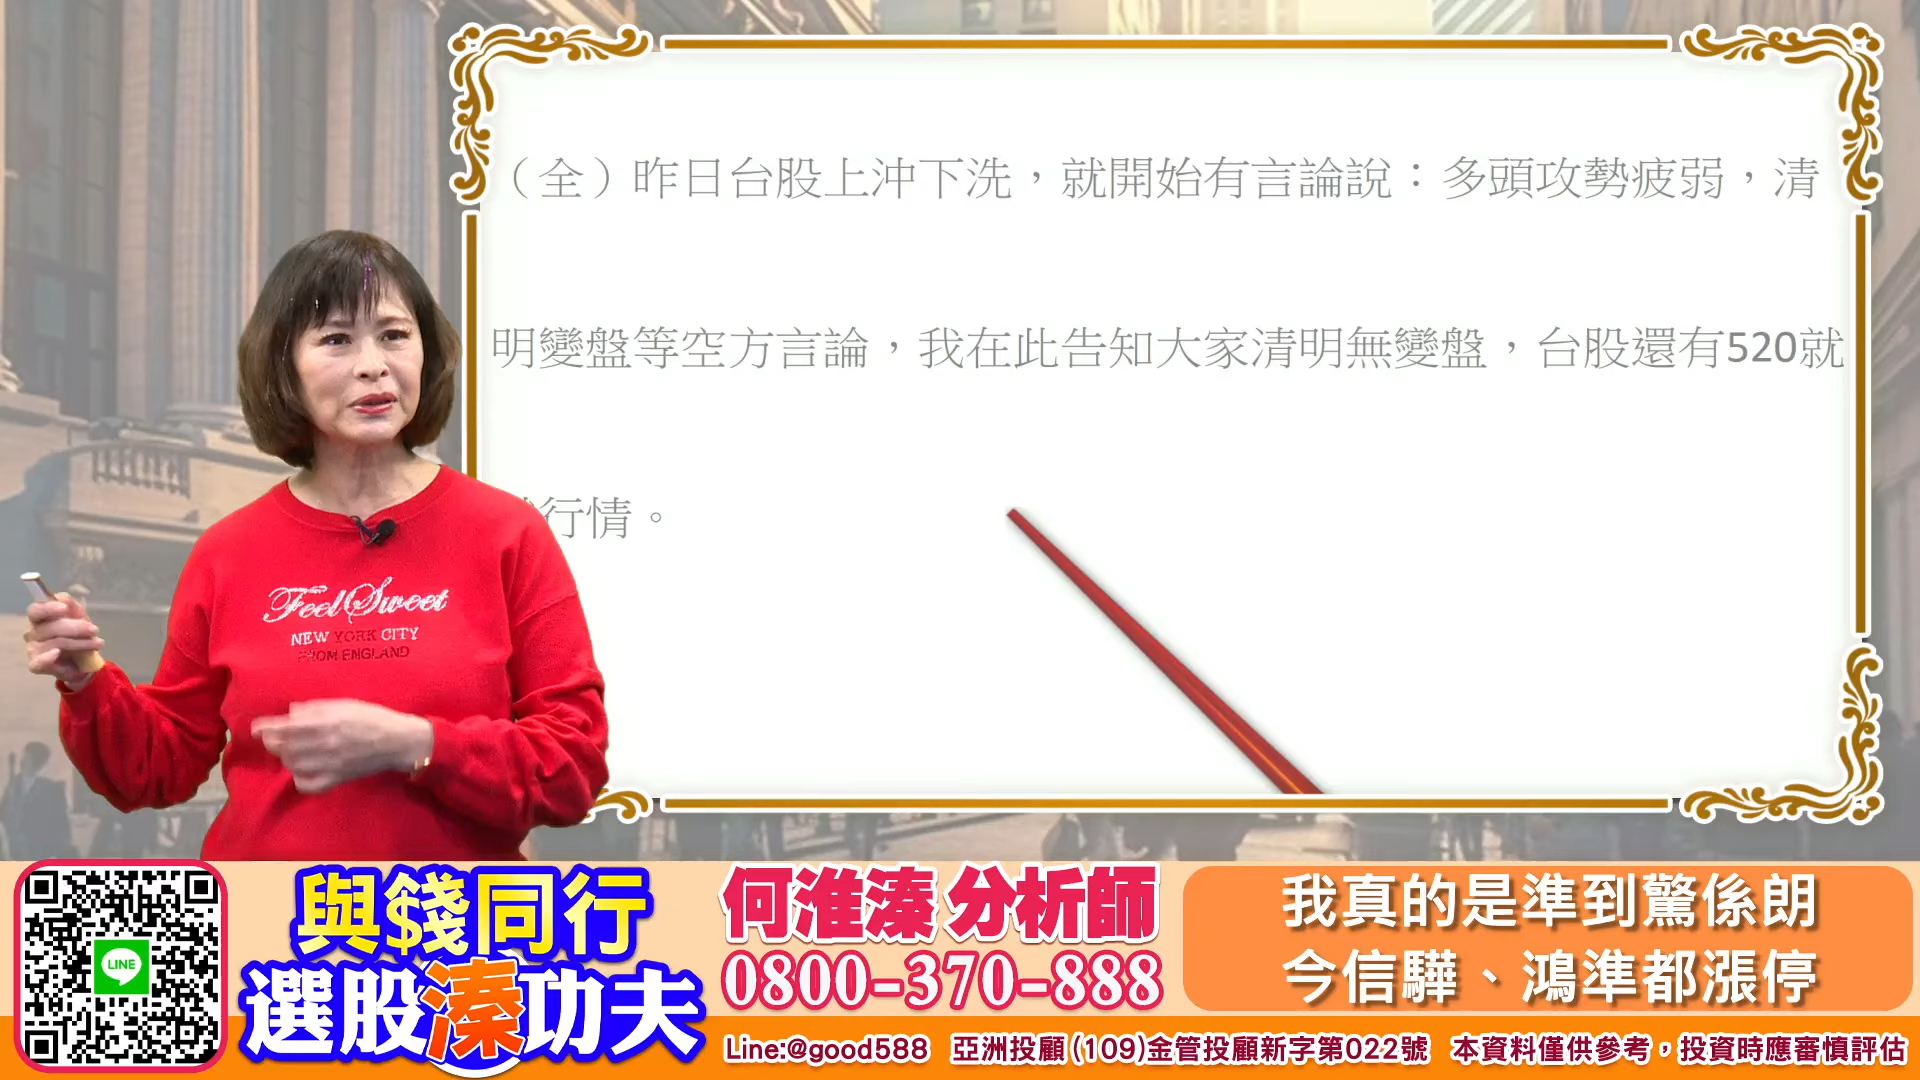 （全）昨日台股上沖下洗，就開始有言論說：多頭攻勢疲弱，清
明變盤等空方言論，我在此告知大家清明無變盤，台股還有520就
行情。
Feel Sweet
NEW YORK CITY
FROM ENGLAND
LINE
與錢同行
選股溱功夫
何淮溱 分析師
0800-370-888
我真的是準到驚係朗
今信驊、鴻準都漲停
Line:@good588 亞洲投顧 (109)金管投顧新字第022號 本資料僅供參考，投資時應審慎評估